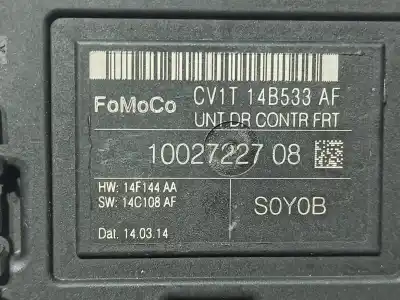 FoMoCo
CV1T 14B533 AF
UNT DR CONTR FRT
10027227 08
HW: 14F144 AA
SW: 14C108 AF
S0Y0B
Dat. 14.03.14